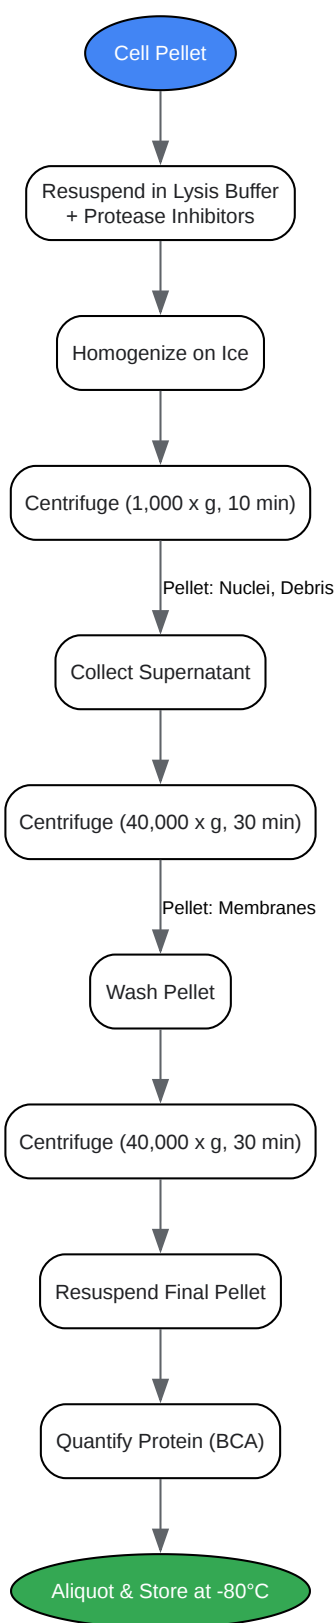 Cell Pellet
Resuspend in Lysis Buffer
+ Protease Inhibitors
Homogenize on Ice
Centrifuge (1,000 x g, 10 min)
Pellet: Nuclei, Debris
Collect Supernatant
Centrifuge (40,000 x g, 30 min)
Pellet: Membranes
Wash Pellet
Centrifuge (40,000 x g, 30 min)
Resuspend Final Pellet
Quantify Protein (BCA)
Aliquot & Store at -80°C